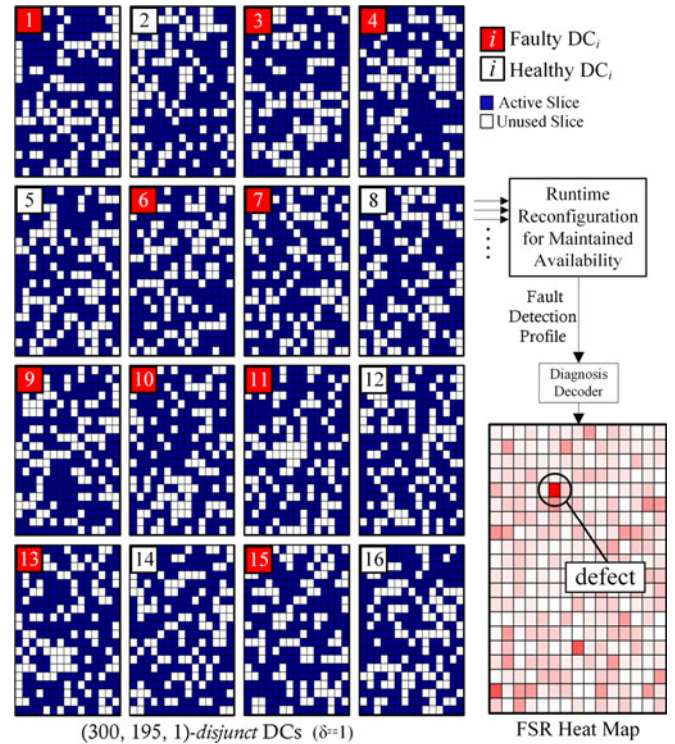 1
2
3
4
i Faulty DCi
i Healthy DCi
Active Slice
Unused Slice
5
6
7
8
Runtime
Reconfiguration
for Maintained
Availability
Fault
Detection
Profile
Diagnosis
Decoder
9
10
11
12
defect
13
14
15
16
(300, 195, 1)-disjunct DCs (δ=1)
FSR Heat Map